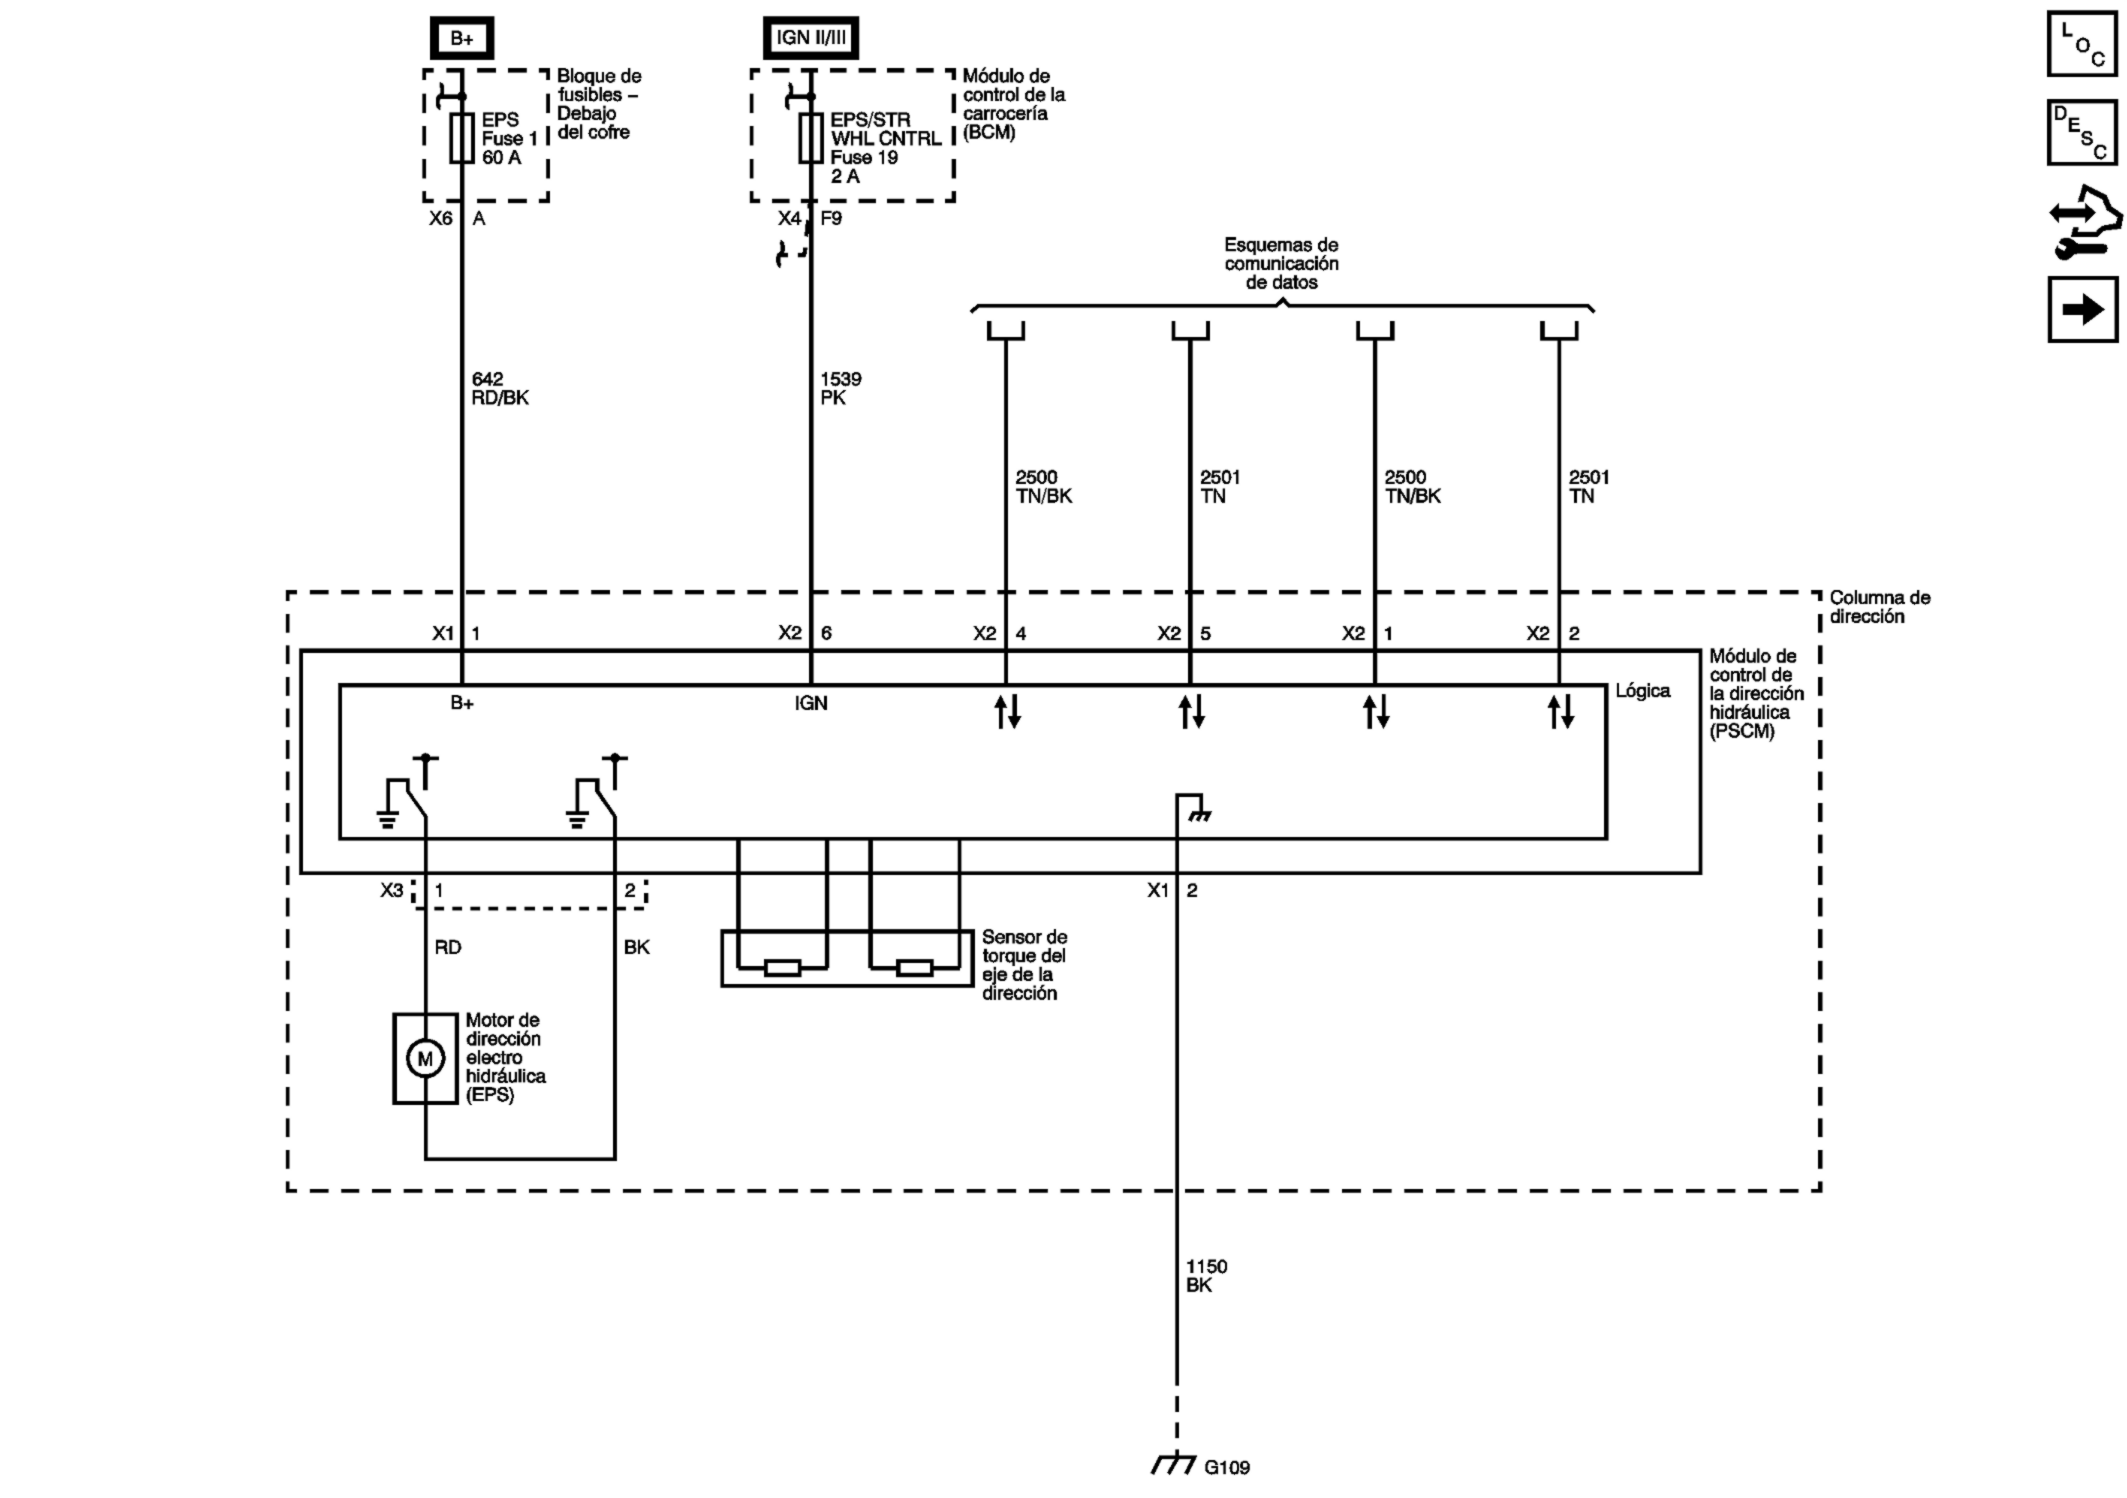 B+
IGN II/III
Bloque de
fusibles –
Debajo
del cofre
EPS
Fuse 1
60 A
Módulo de
control de la
carrocería
(BCM)
EPS/STR
WHL CNTRL
Fuse 19
2 A
X6 A
X4 F9
Esquemas de
comunicación
de datos
642
RD/BK
1539
PK
2500
TN/BK
2501
TN
2500
TN/BK
2501
TN
Columna de
dirección
X1 1
X2 6
X2 4
X2 5
X2 1
X2 2
Módulo de
control de
la dirección
hidráulica
(PSCM)
Lógica
B+
IGN
X3 1
2
X1 2
RD
BK
Sensor de
torque del
eje de la
dirección
Motor de
dirección
electro
hidráulica
(EPS)
M
1150
BK
G109
LOC
DESC